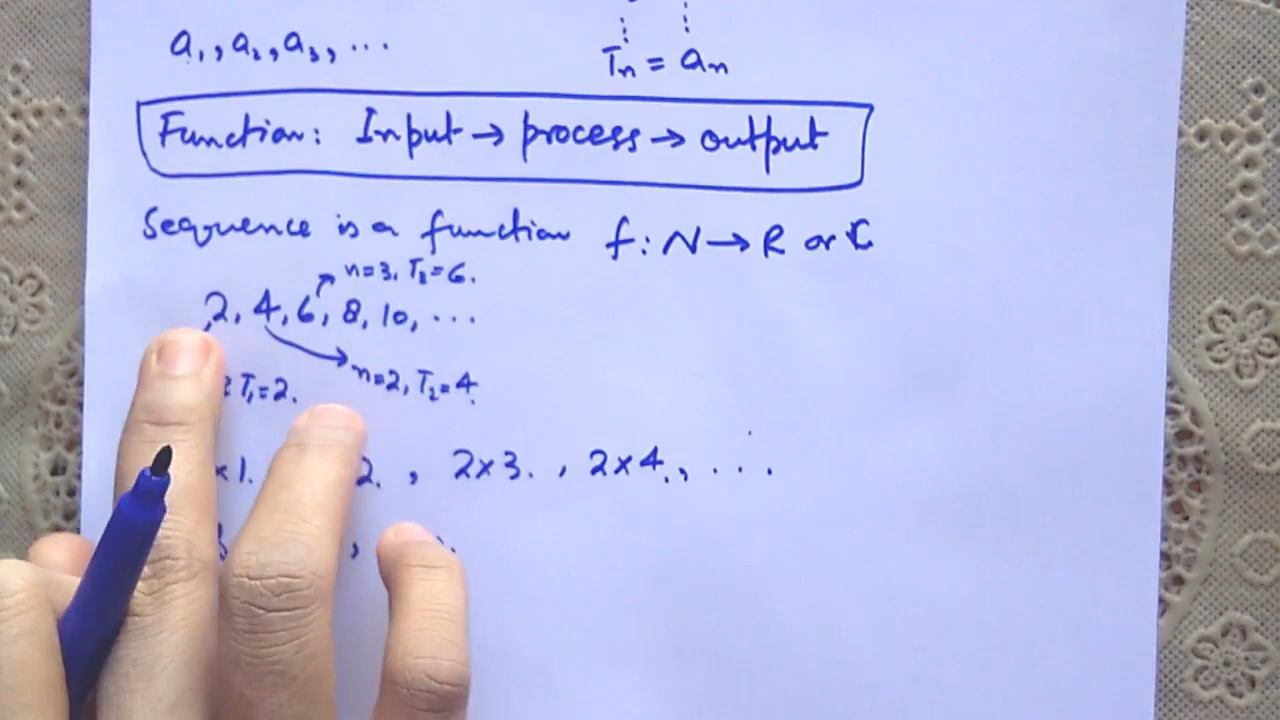 a₁, a₂, a₃, ...
Tₙ = aₙ
Function: Input → process → output
Sequence is a function f: N → R or ℂ
n=3, T₃=6.
2, 4, 6, 8, 10, ...
n=2, T₂=4.
T₁=2.
×1. 2. , 2×3. , 2×4., ...